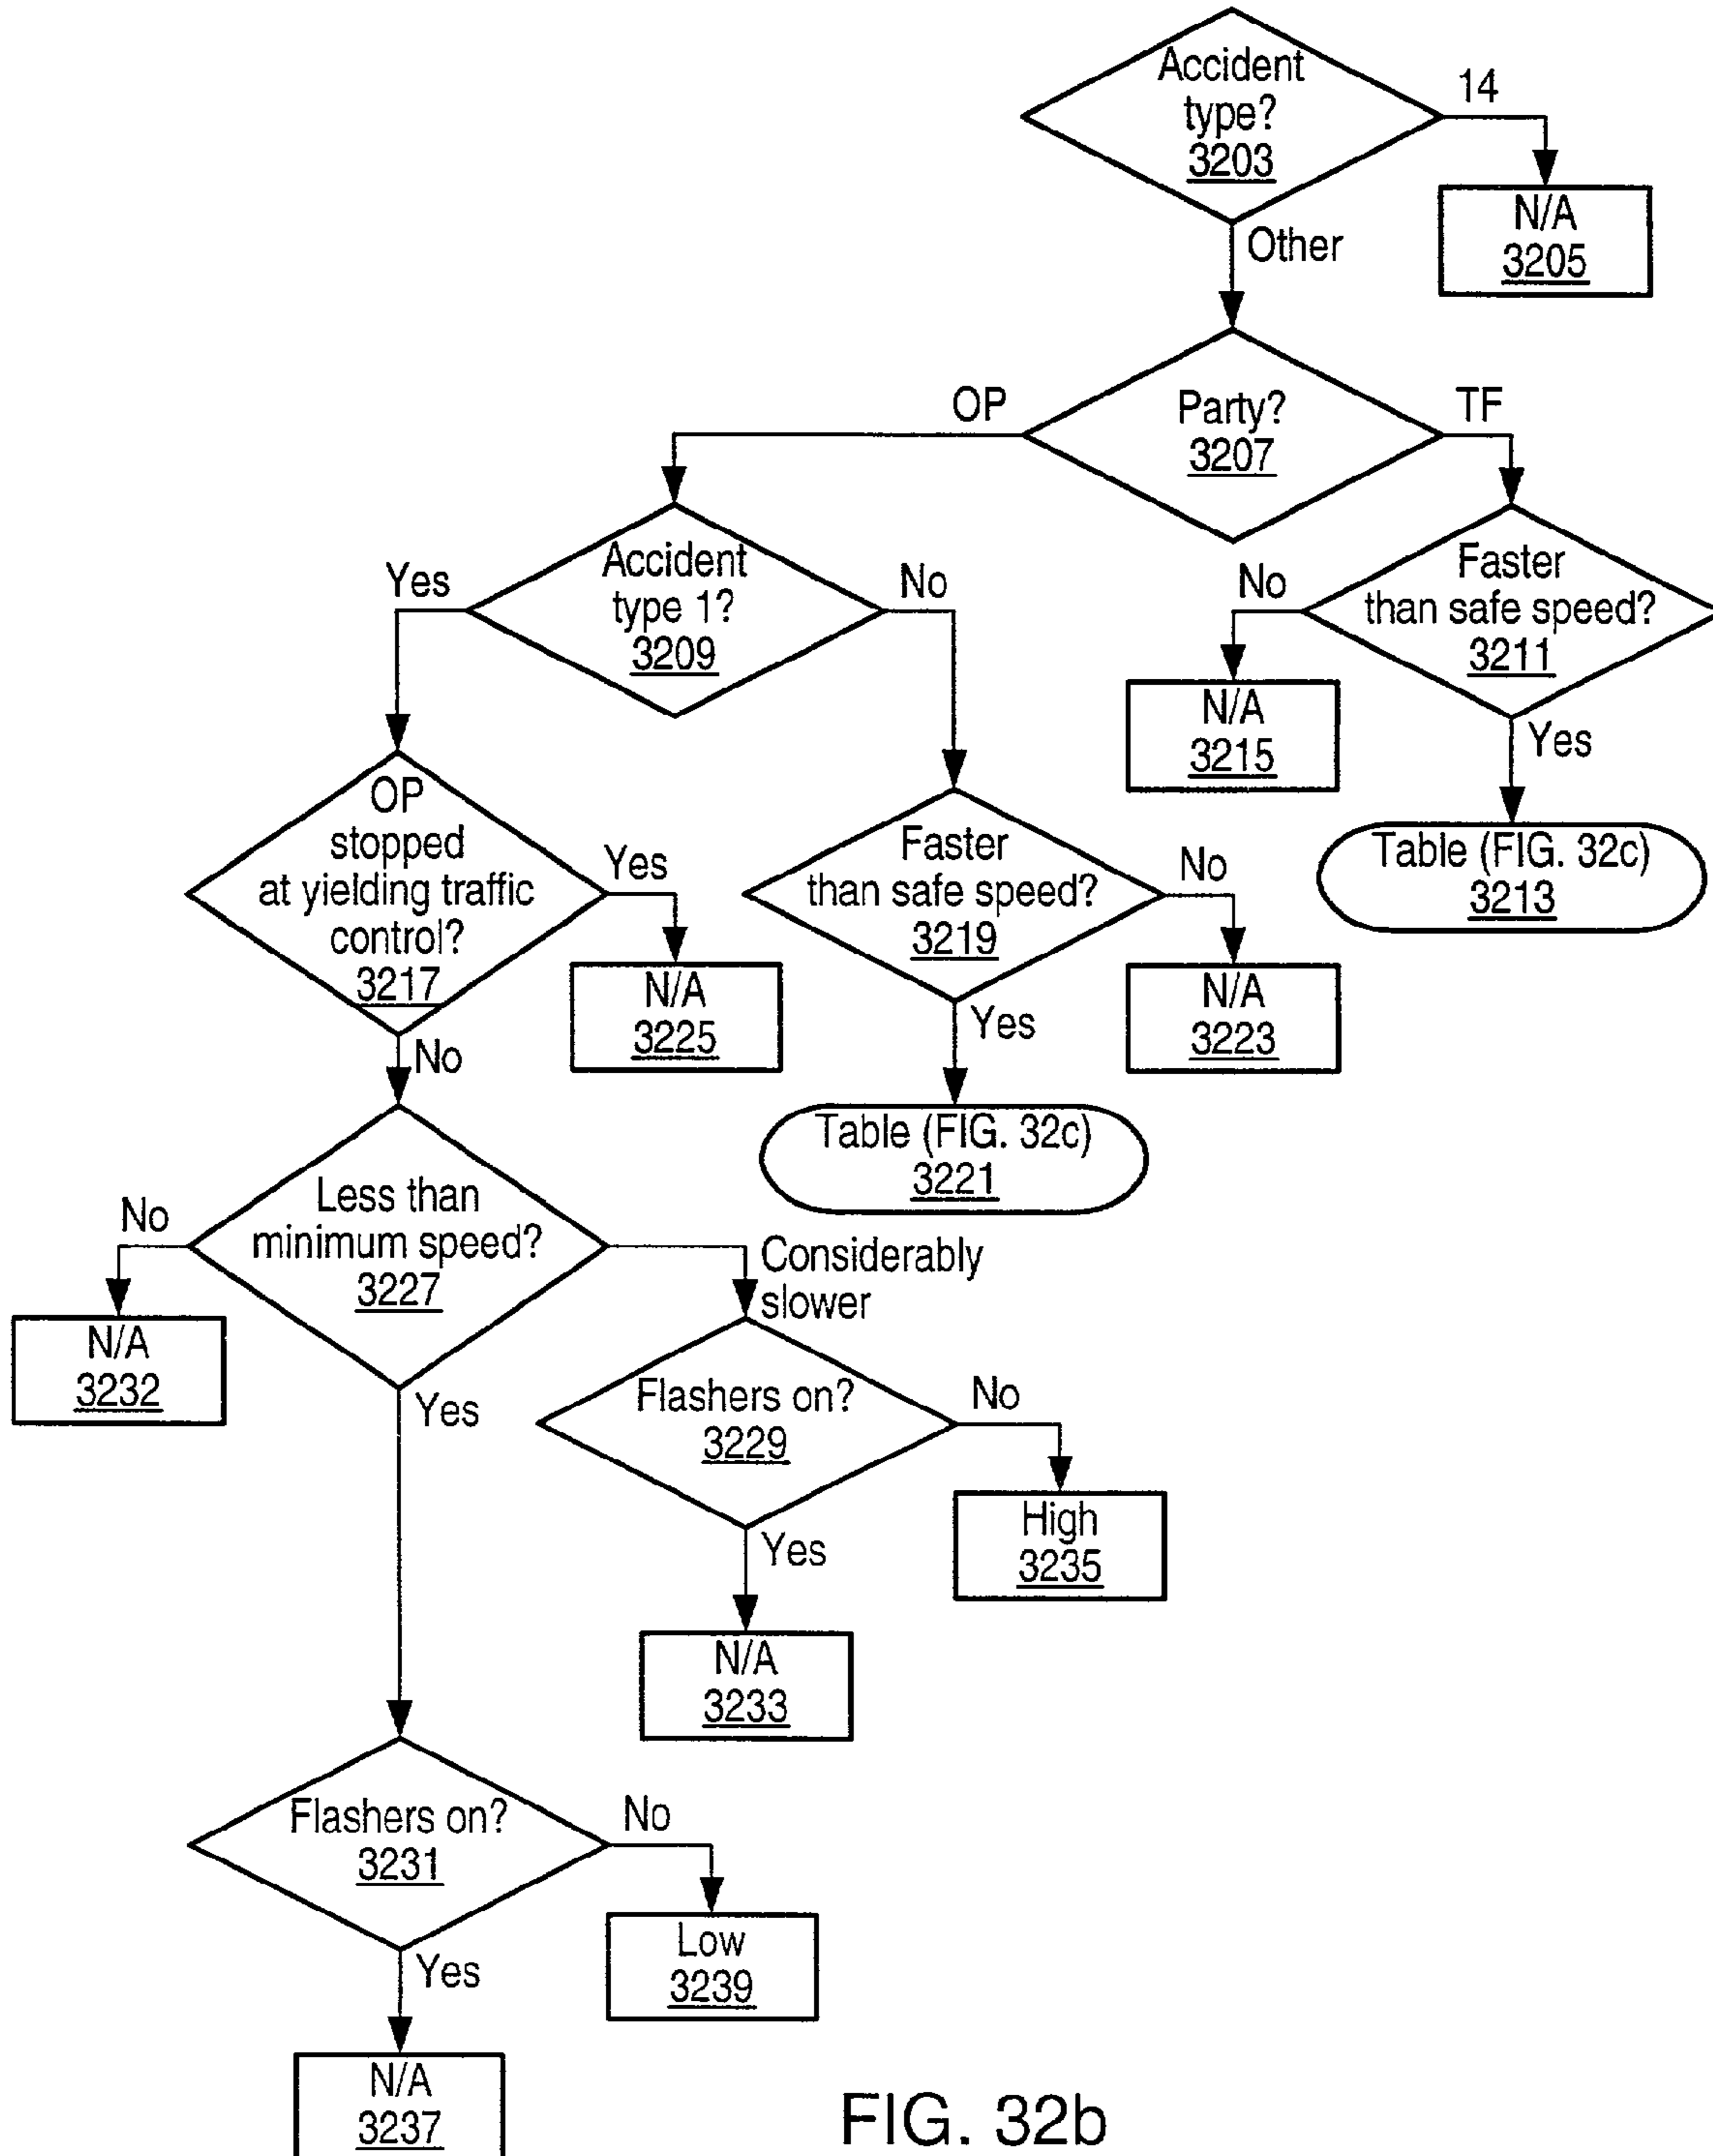 Accident
type?
3203
14
N/A
3205
Other
Party?
3207
OP
TF
Accident
type 1?
3209
Yes
No
Faster
than safe speed?
3211
No
Yes
N/A
3215
Table (FIG. 32c)
3213
OP
stopped
at yielding traffic
control?
3217
Yes
No
N/A
3225
Faster
than safe speed?
3219
No
Yes
N/A
3223
Table (FIG. 32c)
3221
Less than
minimum speed?
3227
No
Considerably
slower
Yes
N/A
3232
Flashers on?
3229
No
Yes
High
3235
N/A
3233
Flashers on?
3231
No
Yes
Low
3239
N/A
3237
FIG. 32b